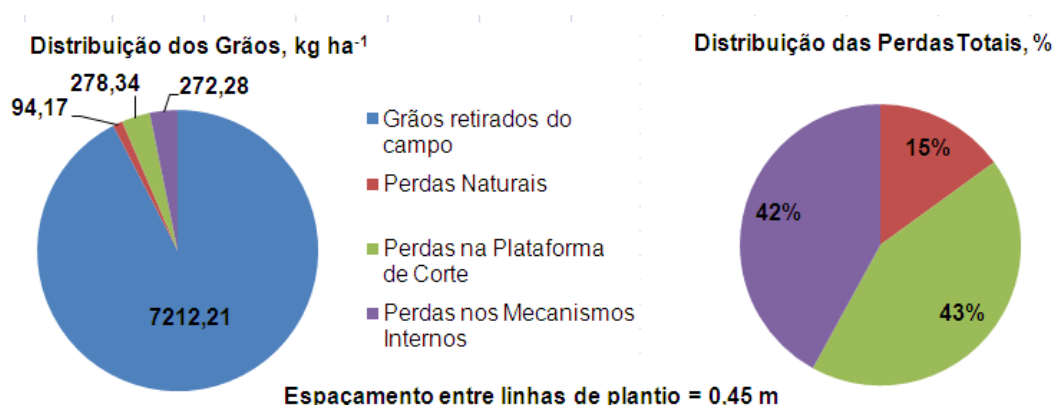 Distribuição dos Grãos, kg ha⁻¹
278,34
272,28
94,17
7212,21
Grãos retirados do
campo
Perdas Naturais
Perdas na Plataforma
de Corte
Perdas nos Mecanismos
Internos
Distribuição das Perdas Totais, %
15%
42%
43%
Espaçamento entre linhas de plantio = 0,45 m